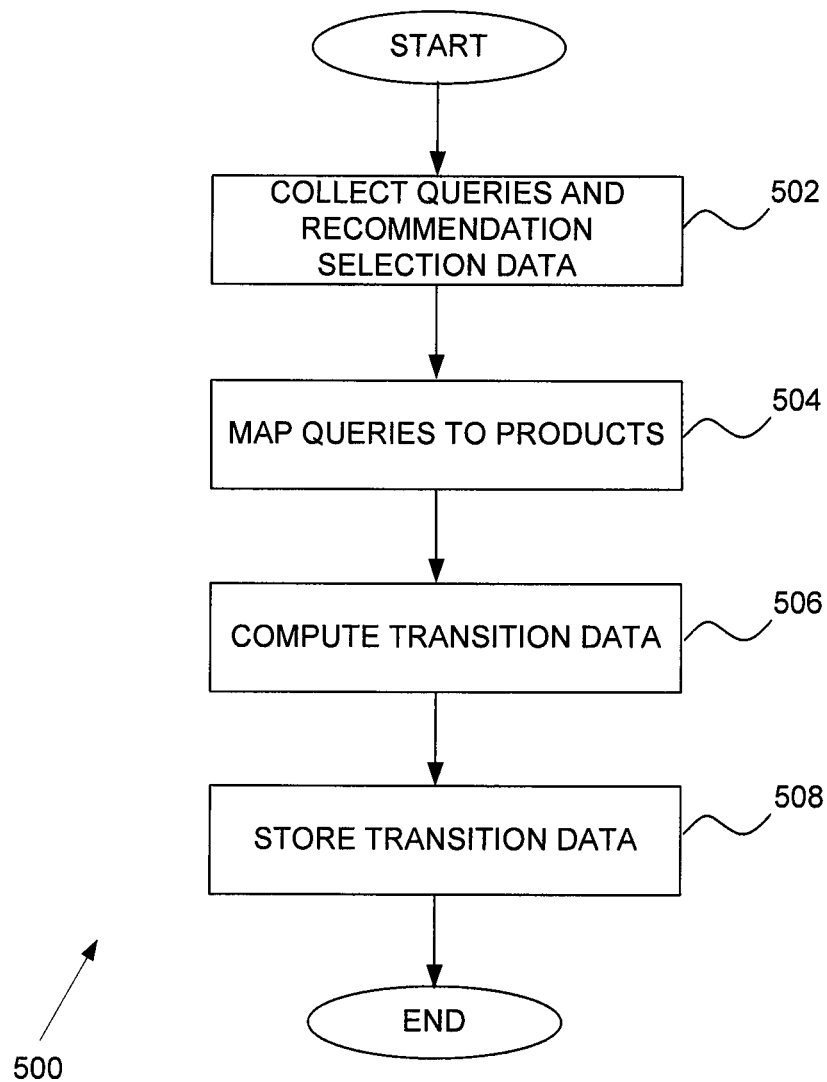 START
COLLECT QUERIES AND
RECOMMENDATION
SELECTION DATA
502
MAP QUERIES TO PRODUCTS
504
COMPUTE TRANSITION DATA
506
STORE TRANSITION DATA
508
END
500